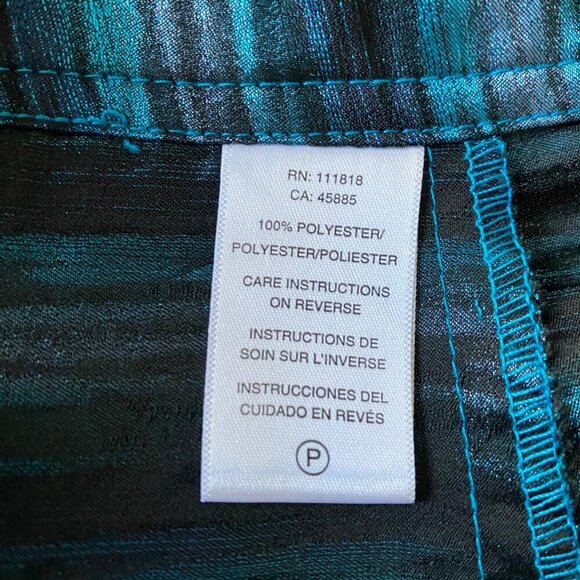 RN: 111818
CA: 45885
100% POLYESTER/
POLYESTER/POLIESTER
CARE INSTRUCTIONS
ON REVERSE
INSTRUCTIONS DE
SOIN SUR L'INVERSE
INSTRUCCIONES DEL
CUIDADO EN REVÉS
P